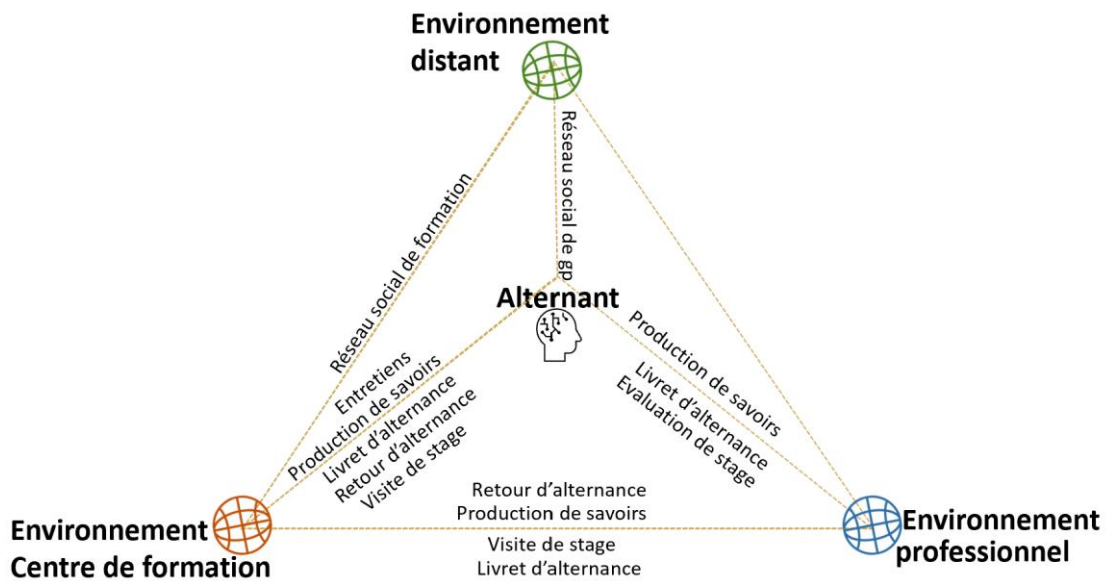 Environnement
distant
Réseau social de formation
Réseau social de gp
Alternant
Entretiens
Production de savoirs
Livret d'alternance
Retour d'alternance
Visite de stage
Production de savoirs
Livret d'alternance
Evaluation de stage
Retour d'alternance
Production de savoirs
Visite de stage
Livret d'alternance
Environnement
Centre de formation
Environnement
professionnel